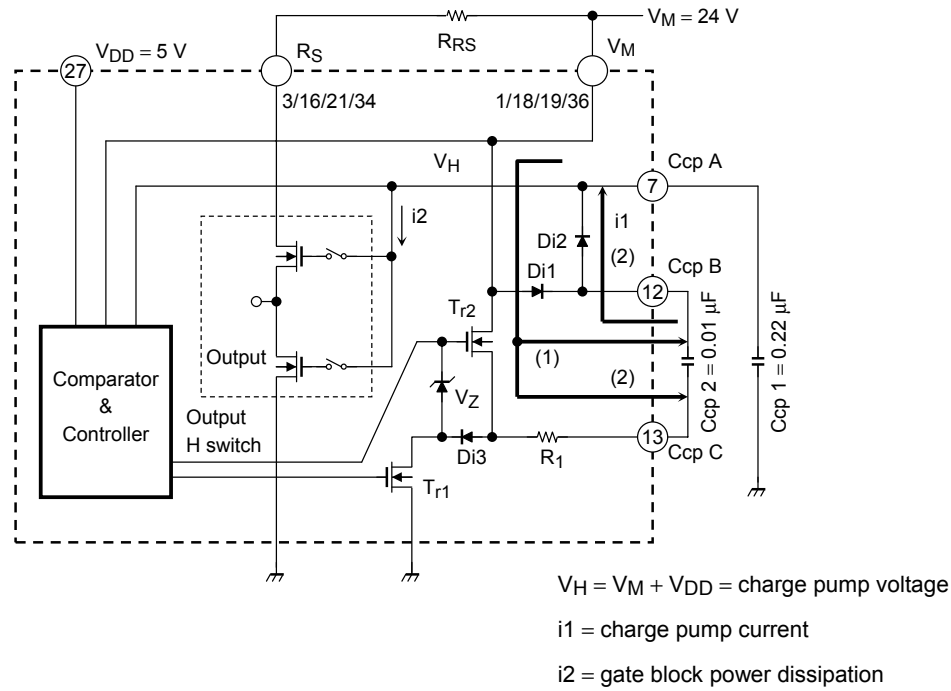 V_M = 24 V
R_RS
27
V_DD = 5 V
R_S
V_M
3/16/21/34
1/18/19/36
V_H
Ccp A
7
i2
i1
Di2
(2)
Ccp B
Di1
12
T_r2
Output
(1)
(2)
Comparator
&
Controller
V_Z
Ccp 2 = 0.01 µF
Ccp 1 = 0.22 µF
Output
H switch
Di3
R_1
13
Ccp C
T_r1
V_H = V_M + V_DD = charge pump voltage
i1 = charge pump current
i2 = gate block power dissipation